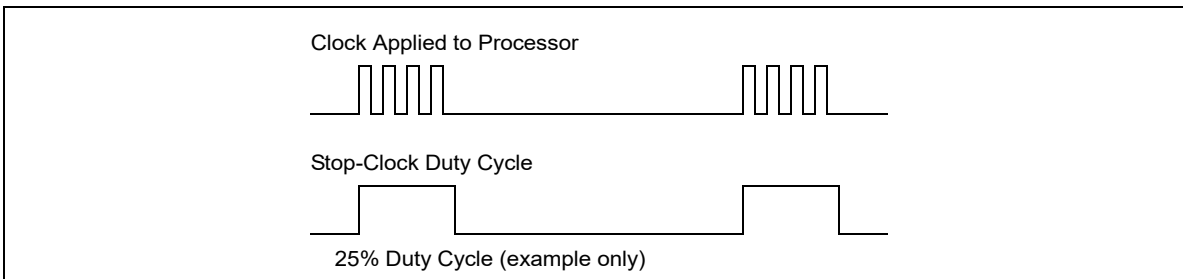 Clock Applied to Processor
Stop-Clock Duty Cycle
25% Duty Cycle (example only)